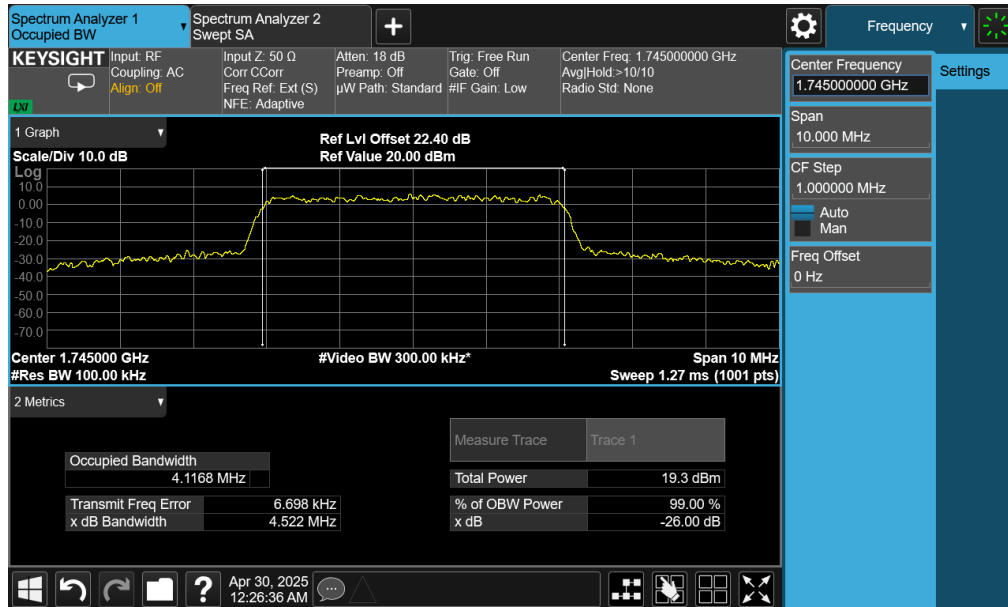 Spectrum Analyzer 1
Occupied BW
Spectrum Analyzer 2
Swept SA
+
Frequency
KEYSIGHT
LXI
Input: RF
Coupling: AC
Align: Off
Input Z: 50 Ω
Corr CCorr
Freq Ref: Ext (S)
NFE: Adaptive
Atten: 18 dB
Preamp: Off
µW Path: Standard
Trig: Free Run
Gate: Off
#IF Gain: Low
Center Freq: 1.745000000 GHz
Avg|Hold:>10/10
Radio Std: None
Center Frequency
1.745000000 GHz
Settings
Span
10.000 MHz
CF Step
1.000000 MHz
Auto
Man
Freq Offset
0 Hz
1 Graph
Scale/Div 10.0 dB
Ref Lvl Offset 22.40 dB
Ref Value 20.00 dBm
Log
10.0
0.00
-10.0
-20.0
-30.0
-40.0
-50.0
-60.0
-70.0
Center 1.745000 GHz
#Res BW 100.00 kHz
#Video BW 300.00 kHz*
Span 10 MHz
Sweep 1.27 ms (1001 pts)
2 Metrics
Measure Trace Trace 1
Occupied Bandwidth
4.1168 MHz
Total Power 19.3 dBm
Transmit Freq Error 6.698 kHz
% of OBW Power 99.00 %
x dB Bandwidth 4.522 MHz
x dB -26.00 dB
?
Apr 30, 2025
12:26:36 AM